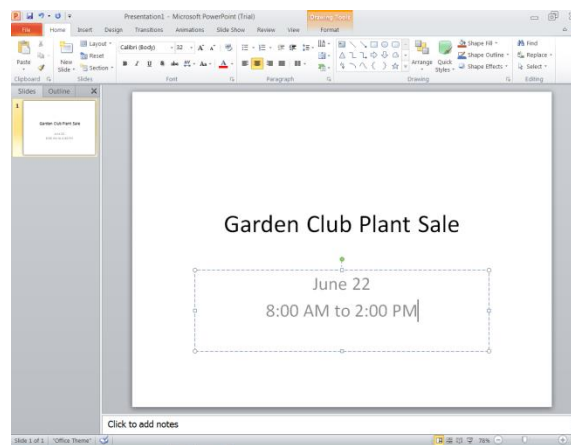 Presentation1 - Microsoft PowerPoint (Trial)
Drawing Tools
File Home Insert Design Transitions Animations Slide Show Review View Format
Paste
New Slide
Layout
Reset
Section
Calibri (Body) 32
Arrange
Quick Styles
Shape Fill
Shape Outline
Shape Effects
Find
Replace
Select
Clipboard Slides Font Paragraph Drawing Editing
Slides Outline
1
Garden Club Plant Sale
Garden Club Plant Sale
June 22
8:00 AM to 2:00 PM
Click to add notes
Slide 1 of 1 "Office Theme" 76%